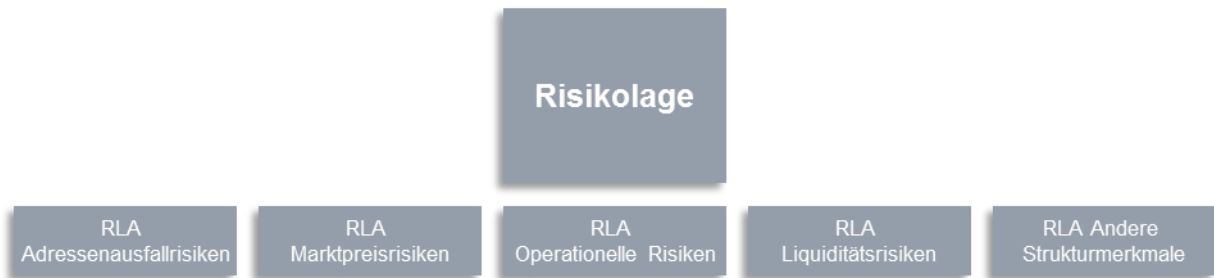 Risikolage
RLA
Adressenausfallrisiken
RLA
Marktpreisrisiken
RLA
Operationelle Risiken
RLA
Liquiditätsrisiken
RLA Andere
Strukturmerkmale